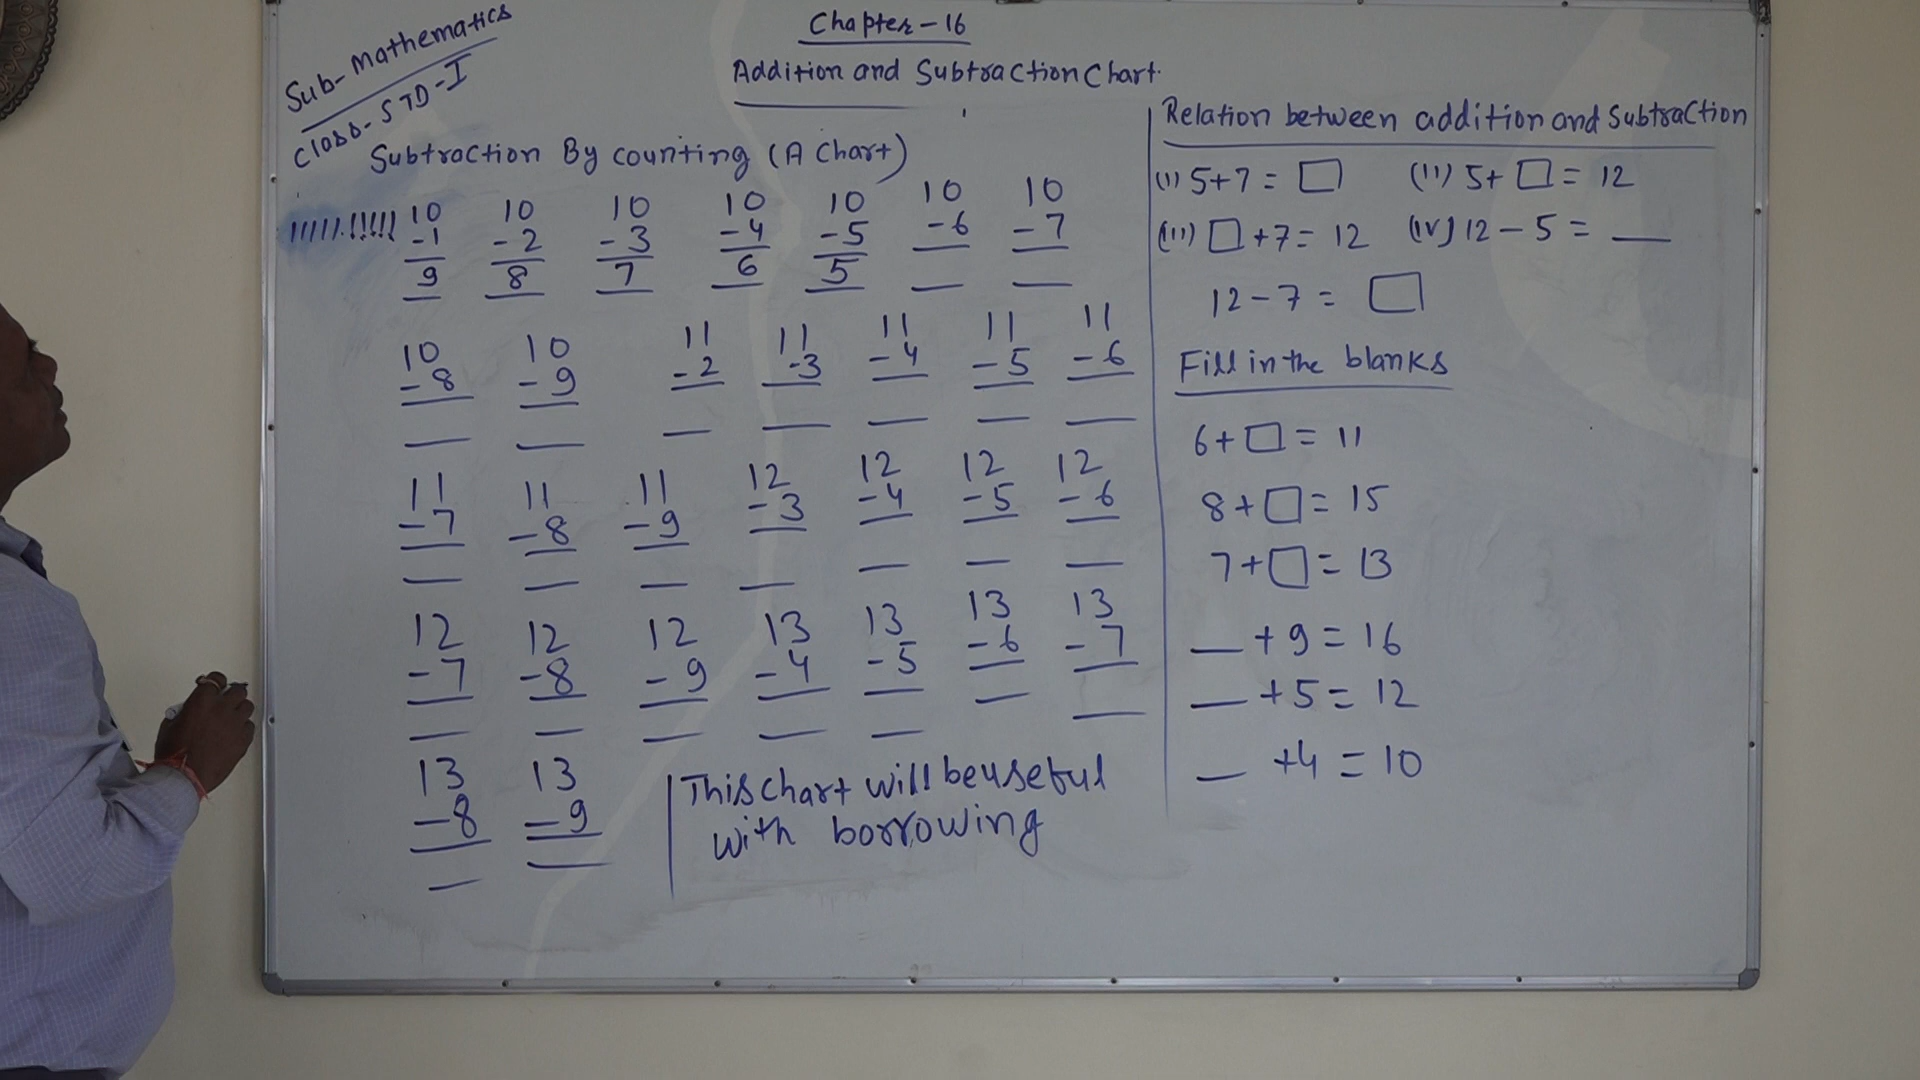 Sub- Mathematics
Class- STD-I
Chapter-16
Addition and Subtraction Chart.
Subtraction By counting (A Chart)
10 10 10 10 10 10 10
-1 -2 -3 -4 -5 -6 -7
9 8 7 6 5
10 10 11 11 11 11 11
-8 -9 -2 -3 -4 -5 -6
11 11 11 12 12 12 12
-7 -8 -9 -3 -4 -5 -6
12 12 12 13 13 13 13
-7 -8 -9 -4 -5 -6 -7
13 13
-8 -9
This chart will be useful
with borrowing
Relation between addition and Subtraction
(i) 5+7 = □ (ii) 5+ □ = 12
(iii) □ +7 = 12 (iv) 12 - 5 = __
12 - 7 = □
Fill in the blanks
6+ □ = 11
8+ □ = 15
7+ □ = 13
__ + 9 = 16
__ + 5 = 12
__ +4 = 10